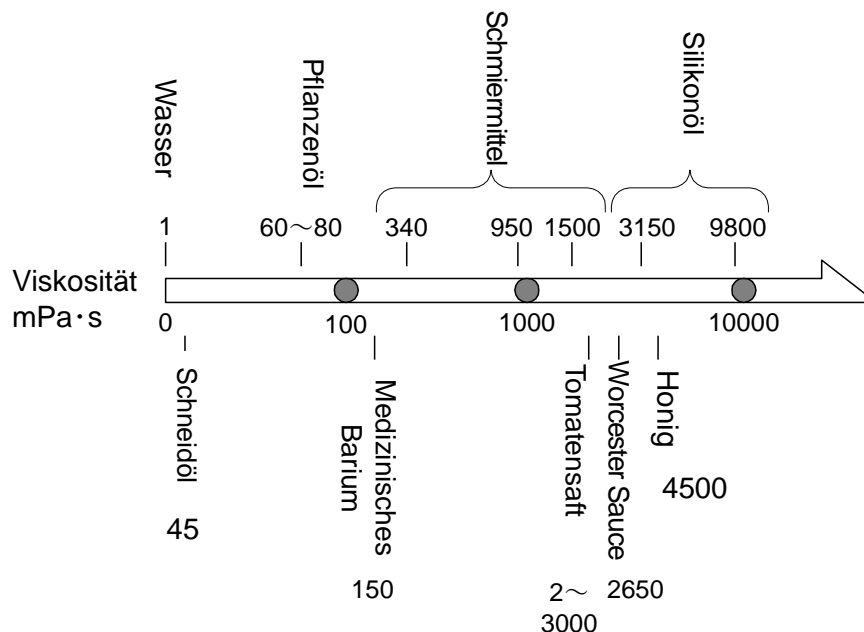 Wasser
Pflanzenöl
Schmiermittel
Silikonöl
1
60～80
340
950
1500
3150
9800
Viskosität
mPa·s
0
100
1000
10000
Schneidöl
45
Medizinisches
Barium
150
Tomatensaft
2～
3000
Worcester Sauce
2650
Honig
4500